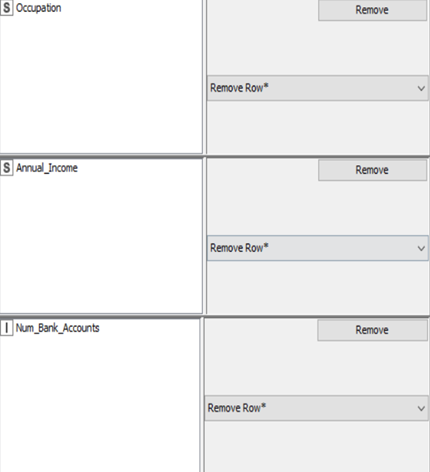 S Occupation
Remove
Remove Row*
S Annual_Income
Remove
Remove Row*
I Num_Bank_Accounts
Remove
Remove Row*